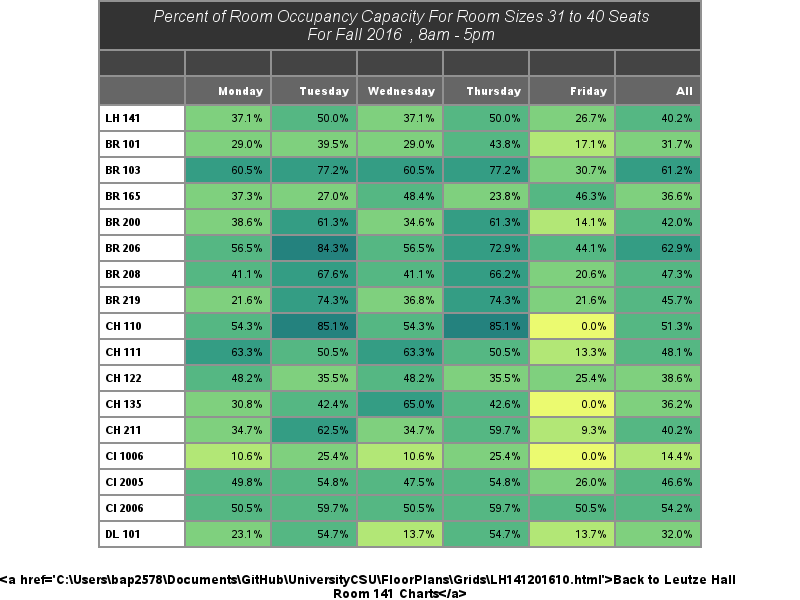 Percent of Room Occupancy Capacity For Room Sizes 31 to 40 Seats
For Fall 2016 , 8am - 5pm
Monday Tuesday Wednesday Thursday Friday All
LH 141 37.1% 50.0% 37.1% 50.0% 26.7% 40.2%
BR 101 29.0% 39.5% 29.0% 43.8% 17.1% 31.7%
BR 103 60.5% 77.2% 60.5% 77.2% 30.7% 61.2%
BR 165 37.3% 27.0% 48.4% 23.8% 46.3% 36.6%
BR 200 38.6% 61.3% 34.6% 61.3% 14.1% 42.0%
BR 206 56.5% 84.3% 56.5% 72.9% 44.1% 62.9%
BR 208 41.1% 67.6% 41.1% 66.2% 20.6% 47.3%
BR 219 21.6% 74.3% 36.8% 74.3% 21.6% 45.7%
CH 110 54.3% 85.1% 54.3% 85.1% 0.0% 51.3%
CH 111 63.3% 50.5% 63.3% 50.5% 13.3% 48.1%
CH 122 48.2% 35.5% 48.2% 35.5% 25.4% 38.6%
CH 135 30.8% 42.4% 65.0% 42.6% 0.0% 36.2%
CH 211 34.7% 62.5% 34.7% 59.7% 9.3% 40.2%
CI 1006 10.6% 25.4% 10.6% 25.4% 0.0% 14.4%
CI 2005 49.8% 54.8% 47.5% 54.8% 26.0% 46.6%
CI 2006 50.5% 59.7% 50.5% 59.7% 50.5% 54.2%
DL 101 23.1% 54.7% 13.7% 54.7% 13.7% 32.0%
<a href='C:\Users\bap2578\Documents\GitHub\UniversityCSU\FloorPlans\Grids\LH141201610.html'>Back to Leutze Hall
Room 141 Charts</a>